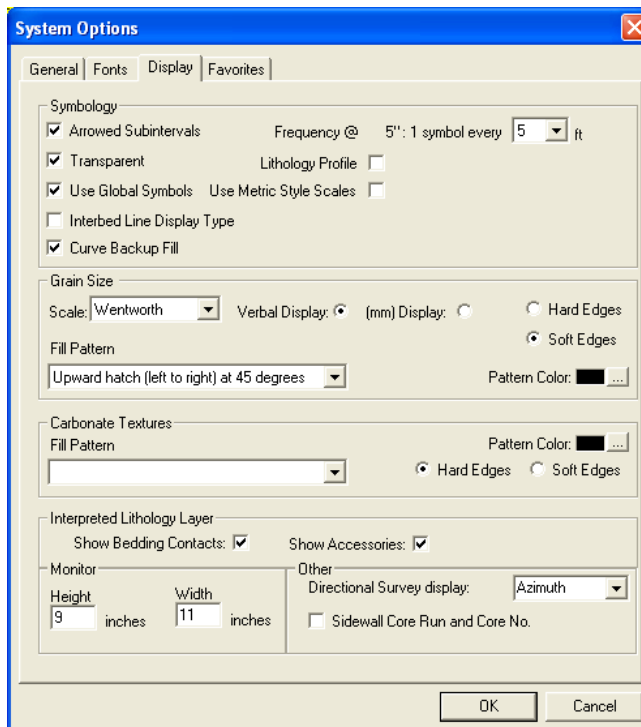 System Options
General Fonts Display Favorites
Symbology
Arrowed Subintervals Frequency @ 5'': 1 symbol every 5 ft
Transparent Lithology Profile
Use Global Symbols Use Metric Style Scales
Interbed Line Display Type
Curve Backup Fill
Grain Size
Scale: Wentworth Verbal Display: (mm) Display: Hard Edges
Soft Edges
Fill Pattern
Upward hatch (left to right) at 45 degrees Pattern Color: ...
Carbonate Textures
Fill Pattern Pattern Color: ...
Hard Edges Soft Edges
Interpreted Lithology Layer
Show Bedding Contacts: Show Accessories:
Monitor Other
Height Width Directional Survey display: Azimuth
9 inches 11 inches Sidewall Core Run and Core No.
OK Cancel